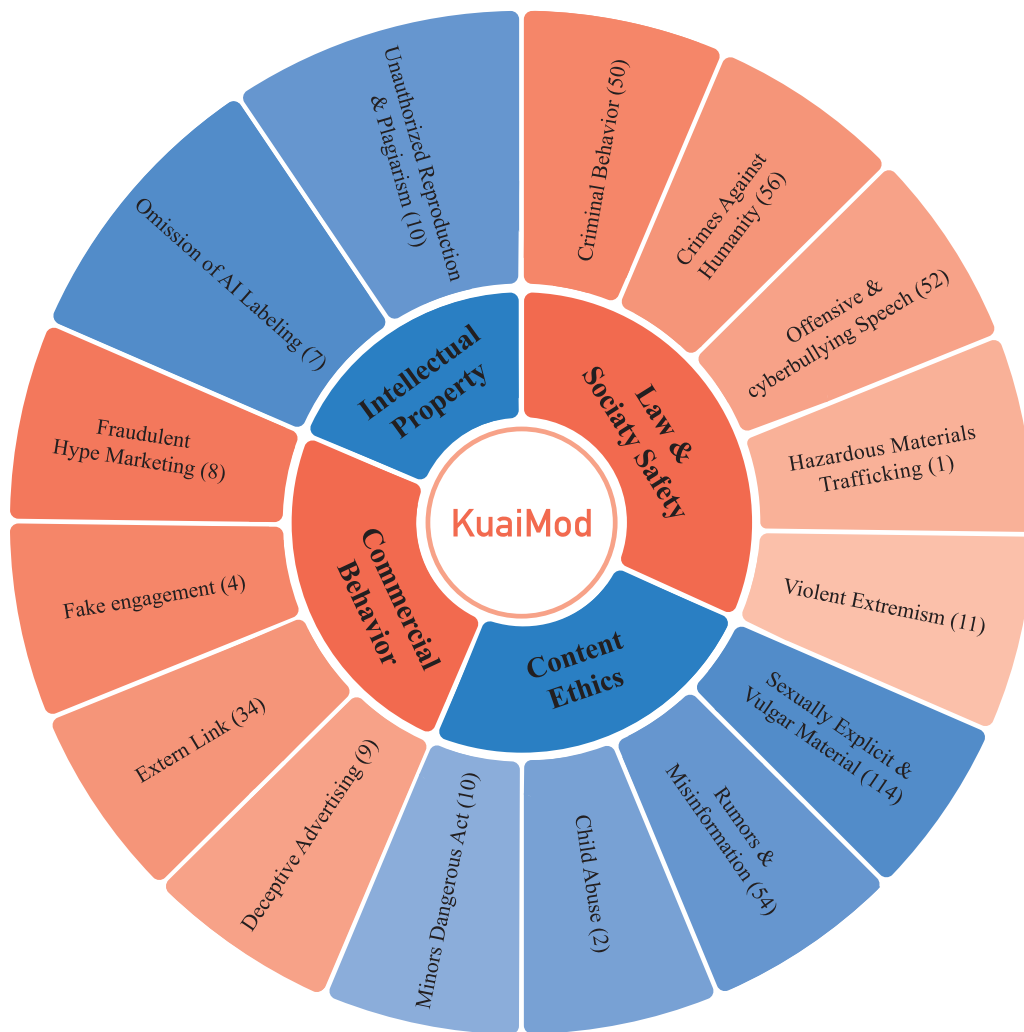 KuaiMod
Law &
Sociaty Safety
Criminal Behavior (50)
Crimes Against
Humanity (56)
Offensive &
cyberbullying Speech (52)
Hazardous Materials
Trafficking (1)
Violent Extremism (11)
Content
Ethics
Sexually Explicit &
Vulgar Material (114)
Rumors &
Misinformation (54)
Child Abuse (2)
Minors Dangerous Act (10)
Commercial
Behavior
Deceptive Advertising (9)
Extern Link (34)
Fake engagement (4)
Fraudulent
Hype Marketing (8)
Intellectual
Property
Omission of AI Labeling (7)
Unauthorized Reproduction
& Plagiarism (10)